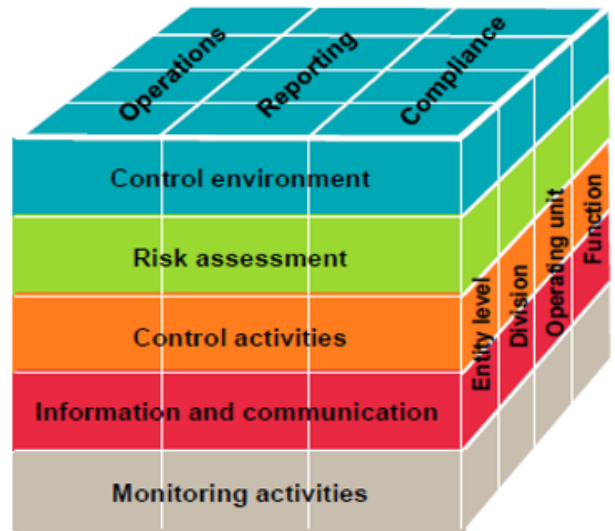 Operations
Reporting
Compliance
Control environment
Risk assessment
Control activities
Information and communication
Monitoring activities
Entity level
Division
Operating unit
Function